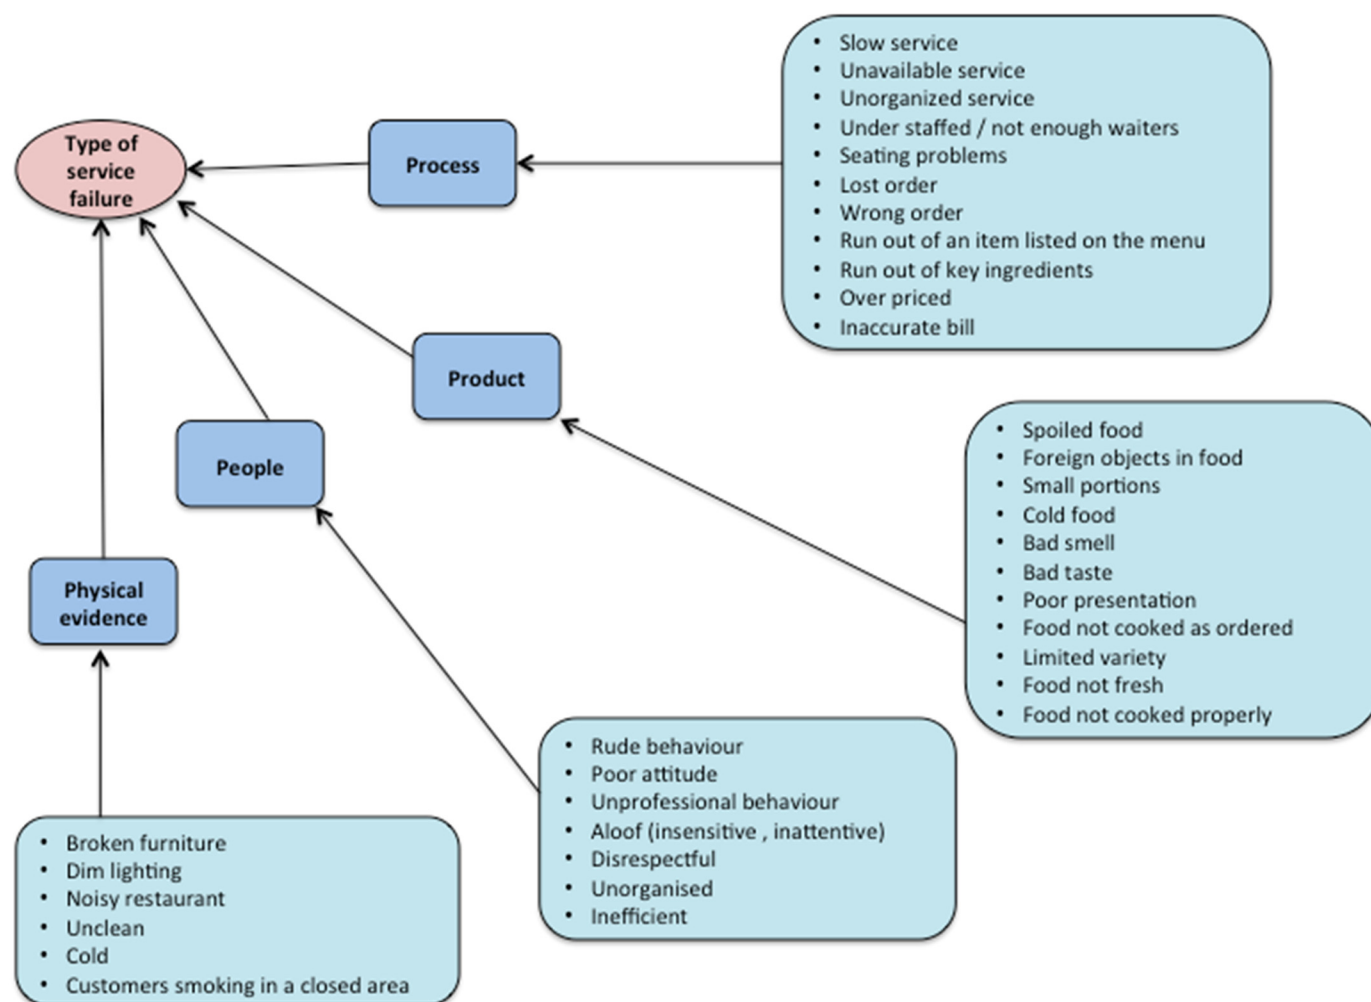 Type of
service
failure
Process
• Slow service
• Unavailable service
• Unorganized service
• Under staffed / not enough waiters
• Seating problems
• Lost order
• Wrong order
• Run out of an item listed on the menu
• Run out of key ingredients
• Over priced
• Inaccurate bill
Product
• Spoiled food
• Foreign objects in food
• Small portions
• Cold food
• Bad smell
• Bad taste
• Poor presentation
• Food not cooked as ordered
• Limited variety
• Food not fresh
• Food not cooked properly
People
• Rude behaviour
• Poor attitude
• Unprofessional behaviour
• Aloof (insensitive , inattentive)
• Disrespectful
• Unorganised
• Inefficient
Physical
evidence
• Broken furniture
• Dim lighting
• Noisy restaurant
• Unclean
• Cold
• Customers smoking in a closed area